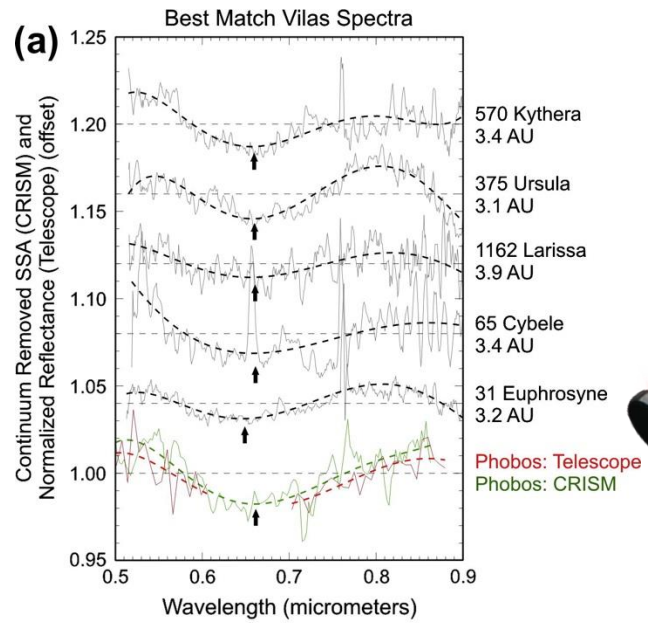 Best Match Vilas Spectra
(a)
Continuum Removed SSA (CRISM) and
Normalized Reflectance (Telescope) (offset)
1.25
1.20
1.15
1.10
1.05
1.00
0.95
570 Kythera
3.4 AU
375 Ursula
3.1 AU
1162 Larissa
3.9 AU
65 Cybele
3.4 AU
31 Euphrosyne
3.2 AU
Phobos: Telescope
Phobos: CRISM
0.5 0.6 0.7 0.8 0.9
Wavelength (micrometers)